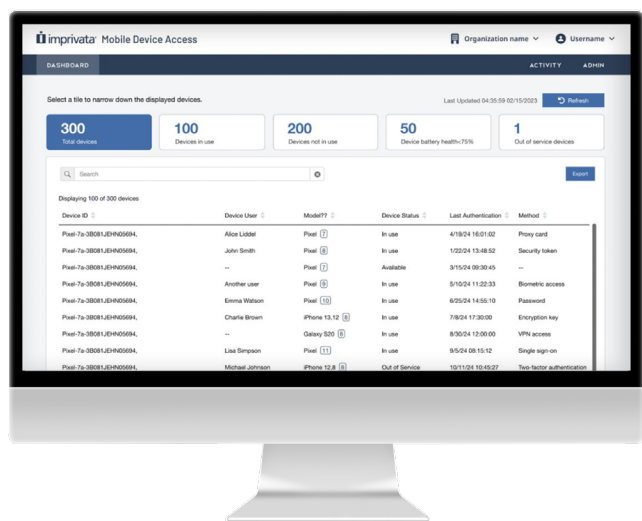 imprivata® Mobile Device Access
Organization name
Username
DASHBOARD
ACTIVITY
ADMIN
Select a tile to narrow down the displayed devices.
Last Updated 04:35:59 02/15/2023
Refresh
300
Total devices
100
Devices in use
200
Devices not in use
50
Device battery health<75%
1
Out of service devices
Search
Export
Displaying 100 of 300 devices
Device ID Device User Model?? Device Status Last Authentication Method
Pixel-7a-3B081JEHN05694, Alice Liddel Pixel 7 In use 4/19/24 16:01:02 Proxy card
Pixel-7a-3B081JEHN05694, John Smith Pixel 8 In use 1/22/24 13:48:52 Security token
Pixel-7a-3B081JEHN05694, -- Pixel 7 Available 3/15/24 09:30:45 --
Pixel-7a-3B081JEHN05694, Another user Pixel 9 In use 5/10/24 11:22:33 Biometric access
Pixel-7a-3B081JEHN05694, Emma Watson Pixel 10 In use 6/25/24 14:55:10 Password
Pixel-7a-3B081JEHN05694, Charlie Brown iPhone 13,12 6 In use 7/8/24 17:30:00 Encryption key
Pixel-7a-3B081JEHN05694, -- Galaxy S20 6 In use 8/30/24 12:00:00 VPN access
Pixel-7a-3B081JEHN05694, Lisa Simpson Pixel 11 In use 9/5/24 08:15:12 Single sign-on
Pixel-7a-3B081JEHN05694, Michael Johnson iPhone 12,8 8 Out of Service 10/11/24 10:45:27 Two-factor authentication